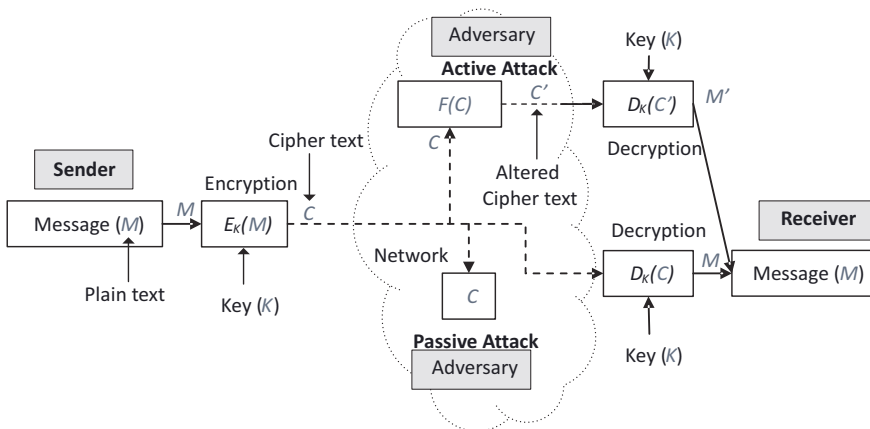 Adversary
Active Attack
Key (K)
F(C)
C'
D_K(C')
M'
C
Cipher text
Altered
Cipher text
Decryption
Sender
Encryption
Message (M)
M
E_K(M)
C
Plain text
Key (K)
Network
C
Passive Attack
Adversary
Decryption
D_K(C)
M
Key (K)
Receiver
Message (M)